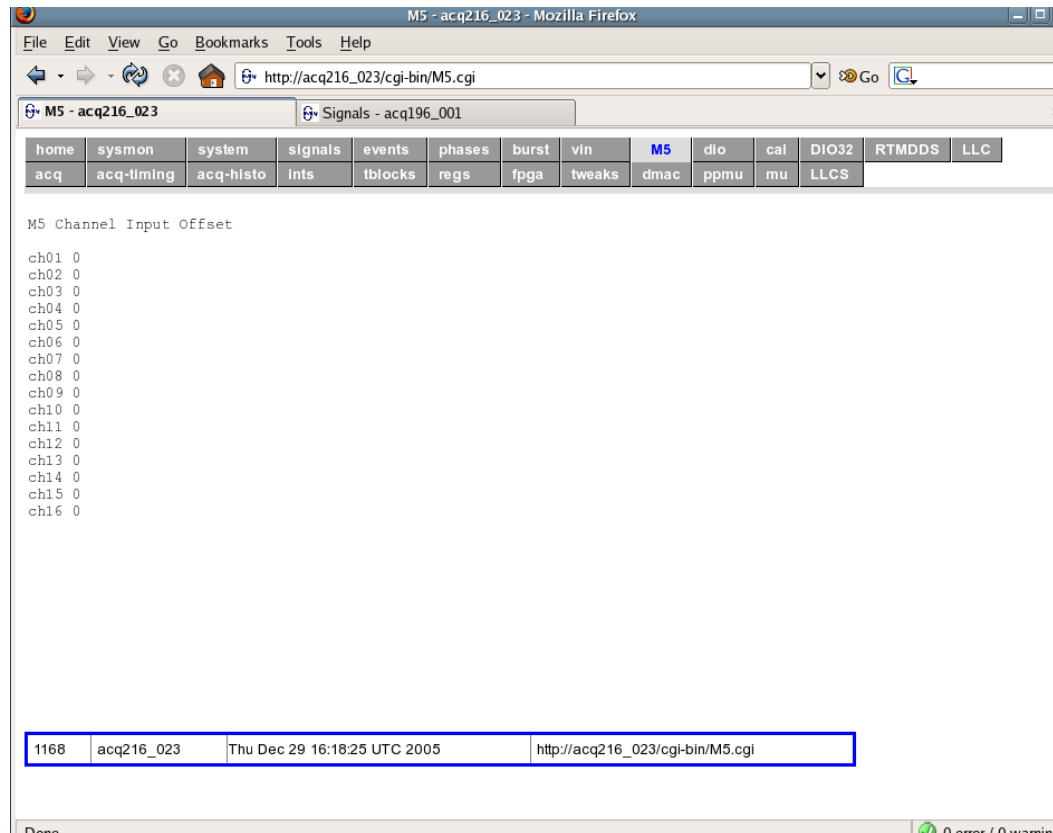 M5 - acq216_023 - Mozilla Firefox
File Edit View Go Bookmarks Tools Help
http://acq216_023/cgi-bin/M5.cgi Go G
M5 - acq216_023 Signals - acq196_001
home sysmon system signals events phases burst vin M5 dio cal DIO32 RTMDDS LLC
acq acq-timing acq-histo ints tblocks regs fpga tweaks dmac ppmu mu LLCS
M5 Channel Input Offset
ch01 0
ch02 0
ch03 0
ch04 0
ch05 0
ch06 0
ch07 0
ch08 0
ch09 0
ch10 0
ch11 0
ch12 0
ch13 0
ch14 0
ch15 0
ch16 0
1168 acq216_023 Thu Dec 29 16:18:25 UTC 2005 http://acq216_023/cgi-bin/M5.cgi
Done 0 error / 0 warnin